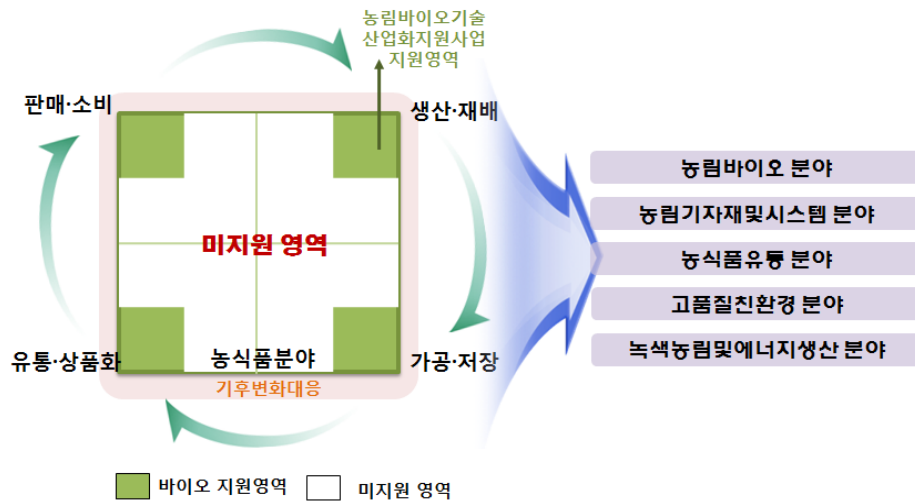 농림바이오기술
산업화지원사업
지원영역
판매·소비
생산·재배
미지원 영역
유통·상품화
농식품분야
가공·저장
기후변화대응
바이오 지원영역
미지원 영역
농림바이오 분야
농림기자재및시스템 분야
농식품유통 분야
고품질친환경 분야
녹색농림및에너지생산 분야